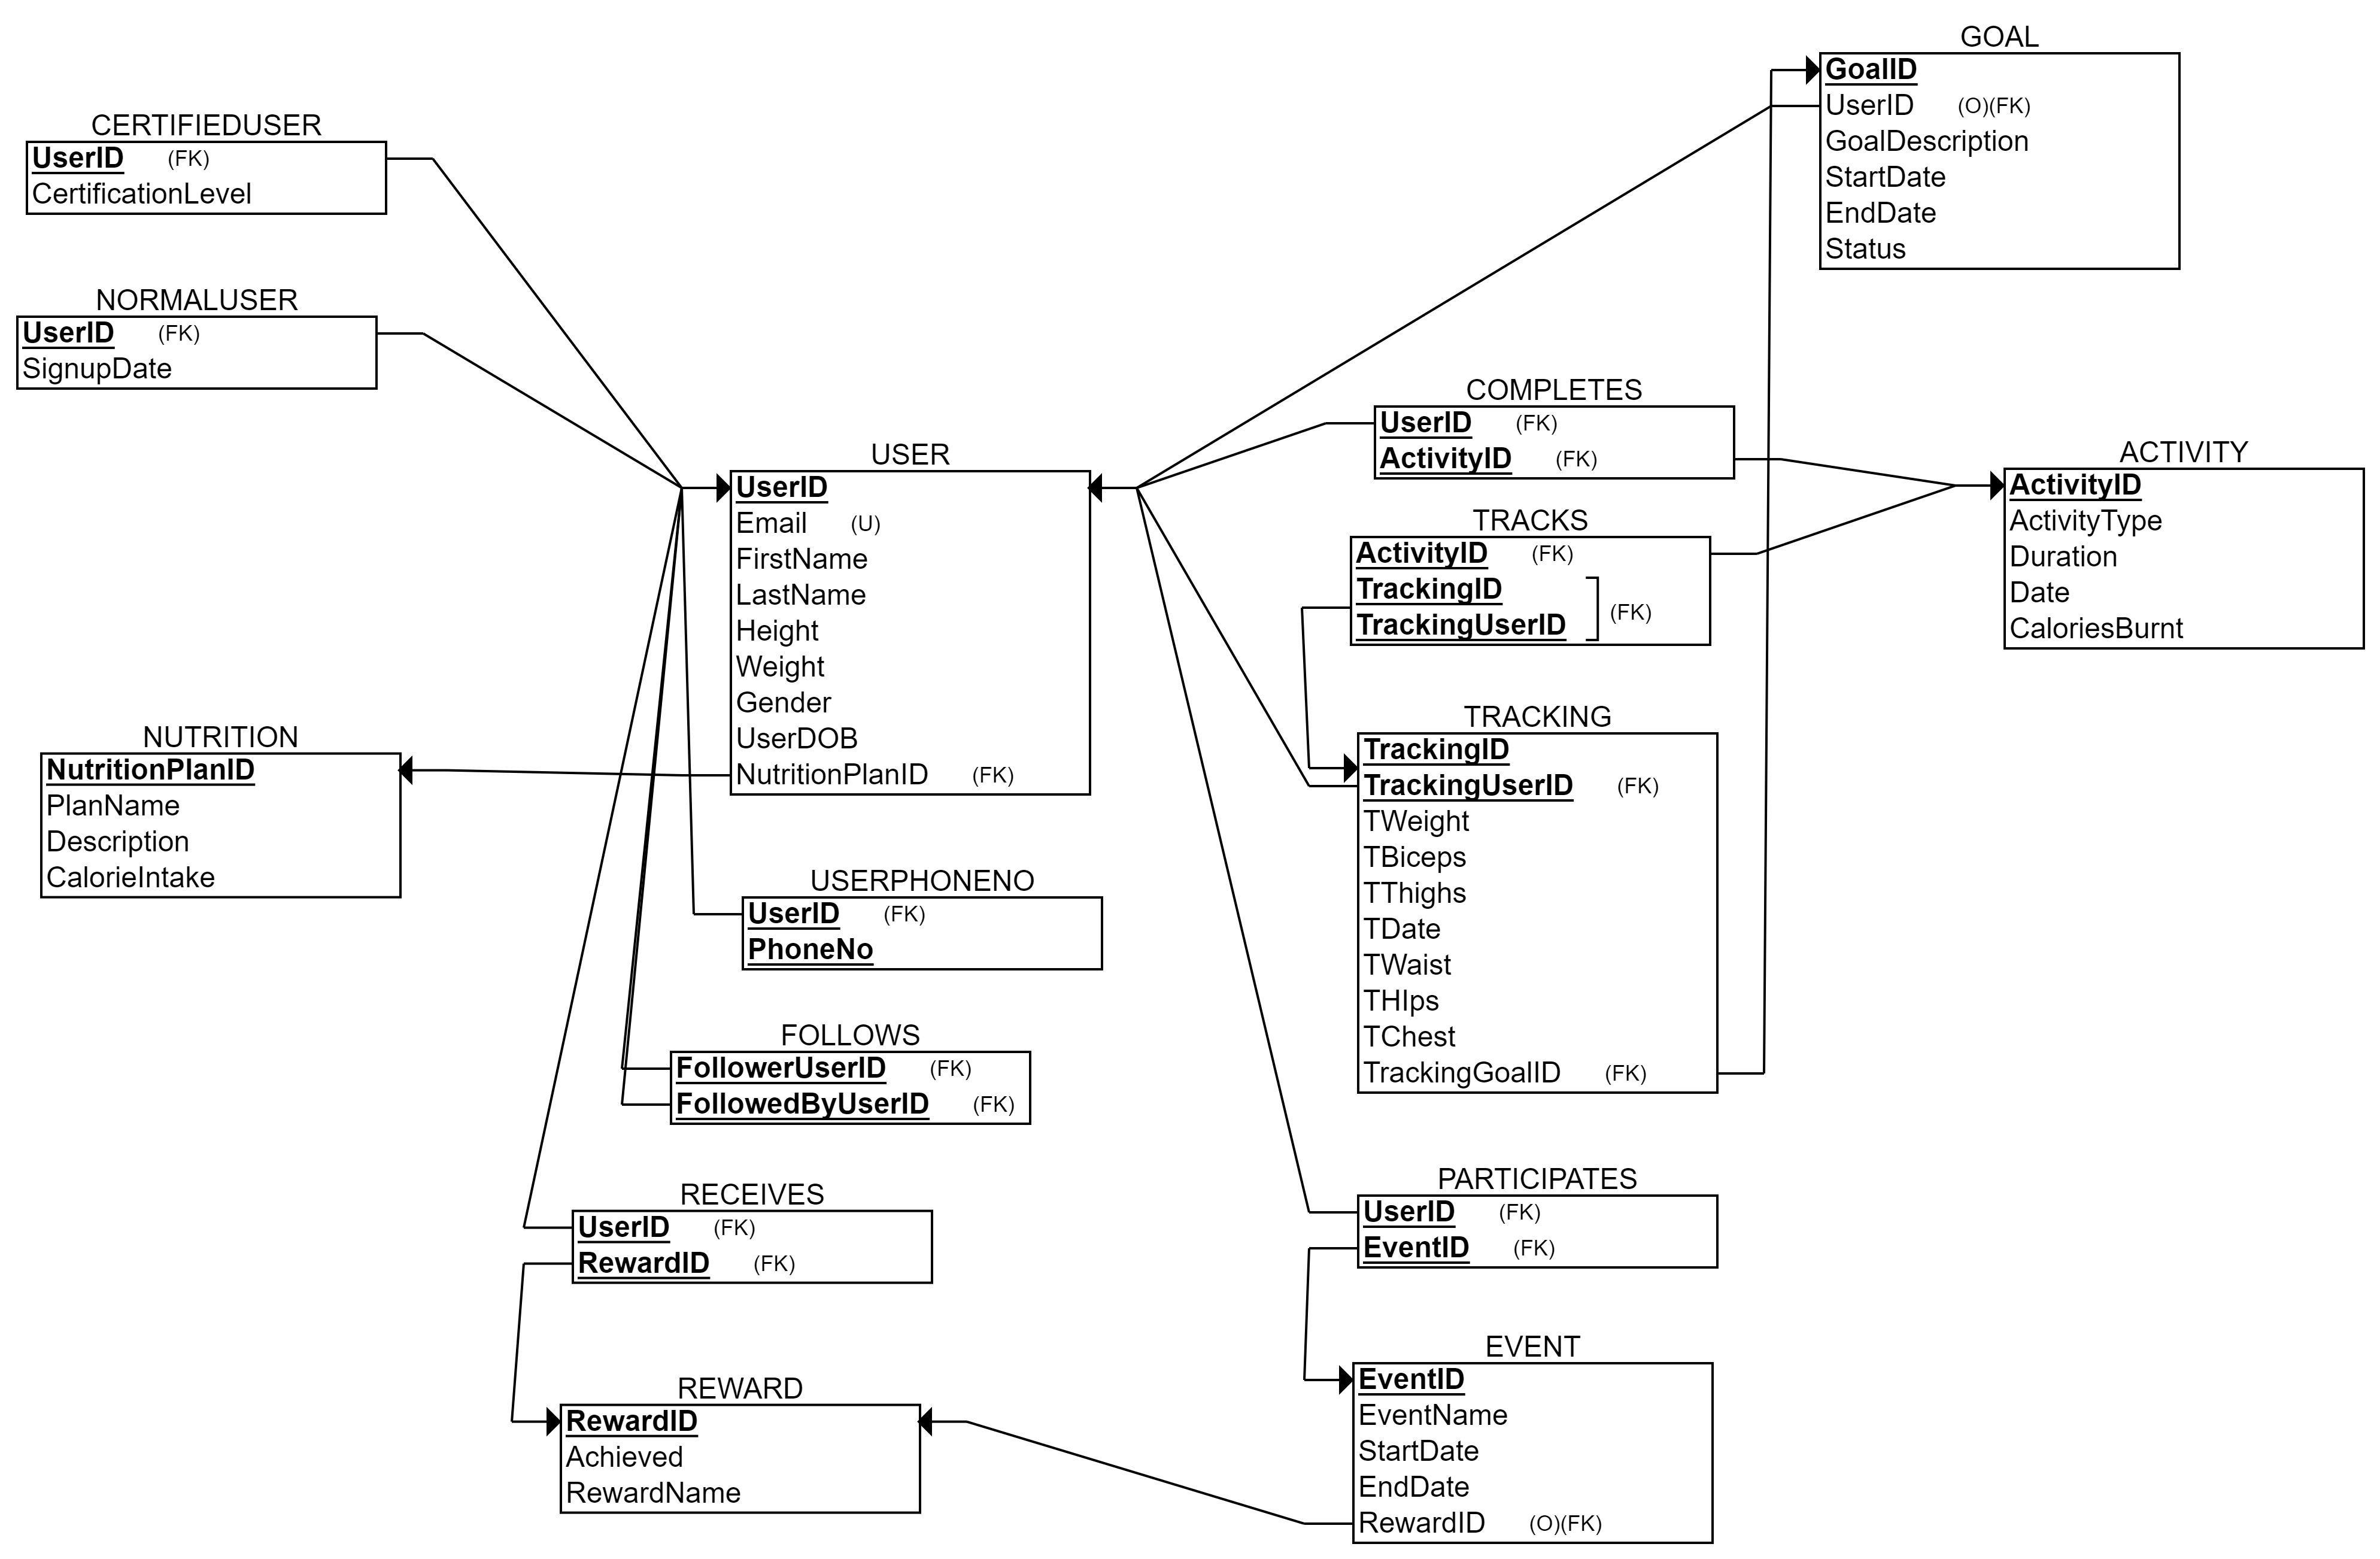 GOAL
GoalID
UserID (O)(FK)
GoalDescription
StartDate
EndDate
Status
CERTIFIEDUSER
UserID (FK)
CertificationLevel
NORMALUSER
UserID (FK)
SignupDate
USER
UserID
Email (U)
FirstName
LastName
Height
Weight
Gender
UserDOB
NutritionPlanID (FK)
COMPLETES
UserID (FK)
ActivityID (FK)
ACTIVITY
ActivityID
ActivityType
Duration
Date
CaloriesBurnt
TRACKS
ActivityID (FK)
TrackingID
TrackingUserID
(FK)
NUTRITION
NutritionPlanID
PlanName
Description
CalorieIntake
TRACKING
TrackingID
TrackingUserID (FK)
TWeight
TBiceps
TThighs
TDate
TWaist
THIps
TChest
TrackingGoalID (FK)
USERPHONENO
UserID (FK)
PhoneNo
FOLLOWS
FollowerUserID (FK)
FollowedByUserID (FK)
RECEIVES
UserID (FK)
RewardID (FK)
PARTICIPATES
UserID (FK)
EventID (FK)
REWARD
RewardID
Achieved
RewardName
EVENT
EventID
EventName
StartDate
EndDate
RewardID (O)(FK)